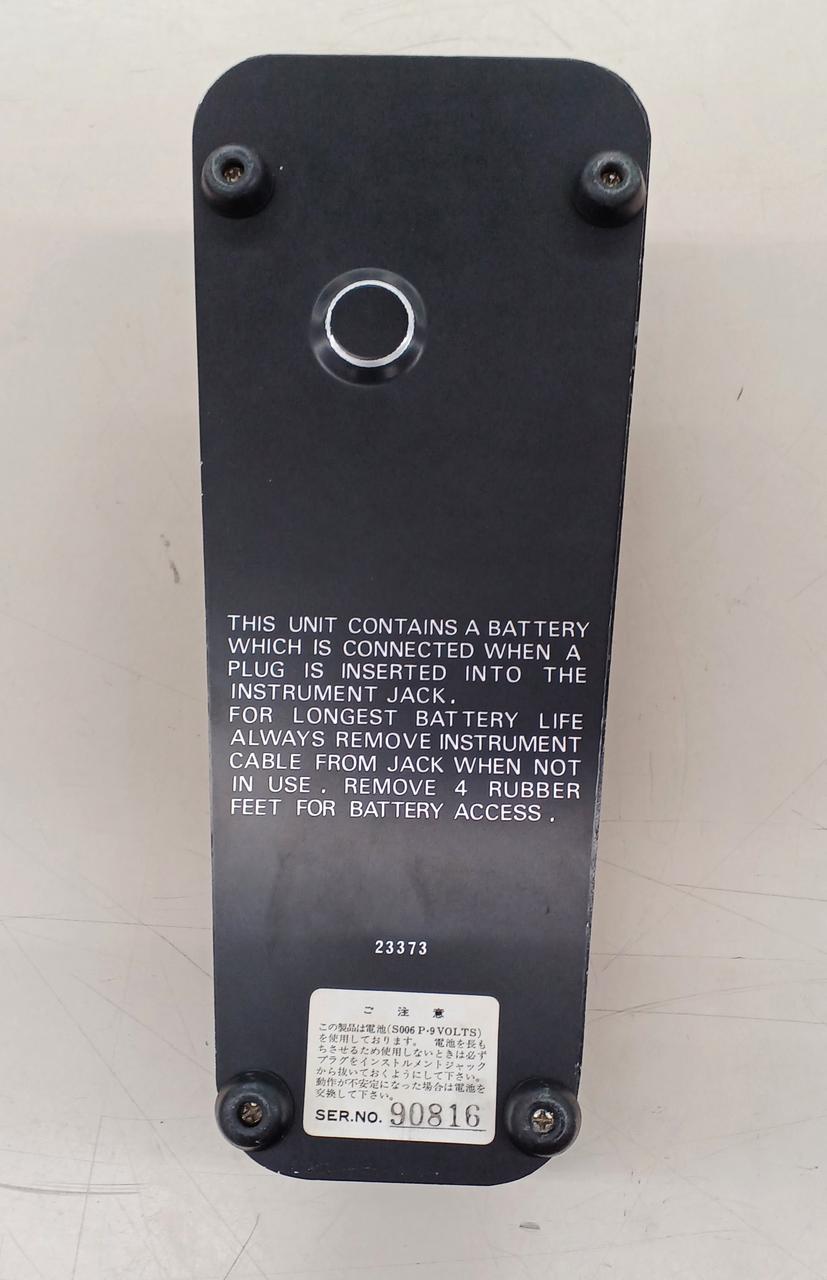 THIS UNIT CONTAINS A BATTERY
WHICH IS CONNECTED WHEN A
PLUG IS INSERTED INTO THE
INSTRUMENT JACK.
FOR LONGEST BATTERY LIFE
ALWAYS REMOVE INSTRUMENT
CABLE FROM JACK WHEN NOT
IN USE. REMOVE 4 RUBBER
FEET FOR BATTERY ACCESS.
23373
ご注意
この製品は電池(S006P・9VOLTS)
を使用しております。 電池を長も
ちさせるため使用しないときは必ず
プラグをインストルメントジャック
から抜いておくようにして下さい。
動作が不安定になった場合は電池を
交換して下さい。
SER.NO. 90816